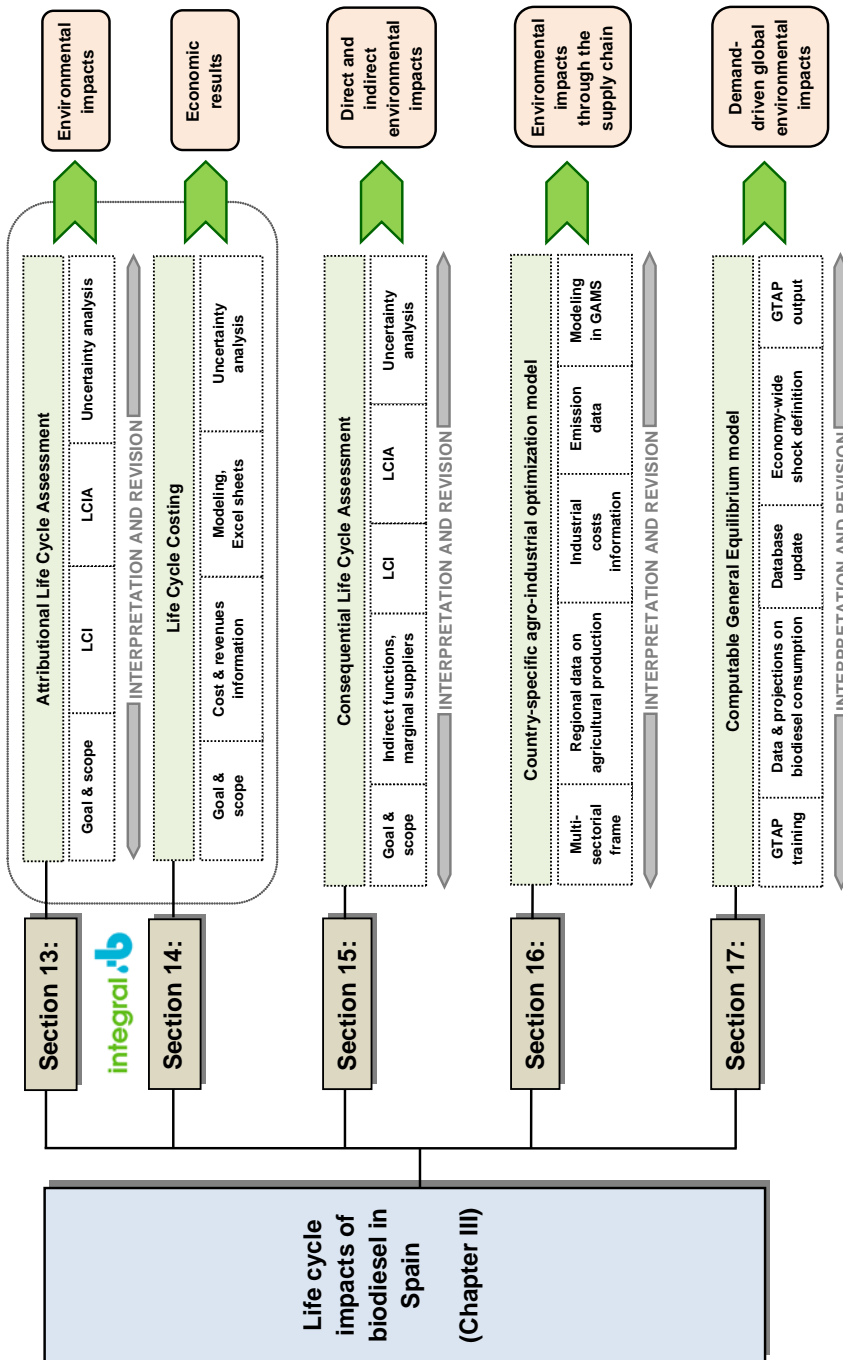 Life cycle
impacts of
biodiesel in
Spain
(Chapter III)
Section 13:
Attributional Life Cycle Assessment
Goal & scope
LCI
LCIA
Uncertainty analysis
INTERPRETATION AND REVISION
Environmental
impacts
integral
Section 14:
Life Cycle Costing
Goal &
scope
Cost & revenues
information
Modeling,
Excel sheets
Uncertainty
analysis
Economic
results
Section 15:
Consequential Life Cycle Assessment
Goal &
scope
Indirect functions,
marginal suppliers
LCI
LCIA
Uncertainty
analysis
INTERPRETATION AND REVISION
Direct and
indirect
environmental
impacts
Section 16:
Country-specific agro-industrial optimization model
Multi-
sectorial
frame
Regional data on
agricultural production
Industrial
costs
information
Emission
data
Modeling
in GAMS
INTERPRETATION AND REVISION
Environmental
impacts
through the
supply chain
Section 17:
Computable General Equilibrium model
GTAP
training
Data & projections on
biodiesel consumption
Database
update
Economy-wide
shock definition
GTAP
output
INTERPRETATION AND REVISION
Demand-
driven global
environmental
impacts